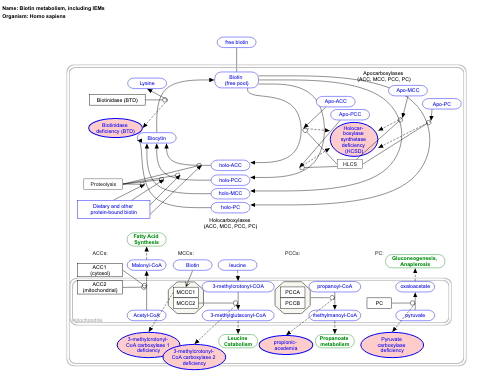 Name: Biotin metabolism, including IEMs
Organism: Homo sapiens
free biotin
Biotin
(free pool)
Apocarboxylases
(ACC, MCC, PCC, PC)
Lysine
Biotinidase (BTD)
Apo-MCC
Apo-ACC
Apo-PC
Apo-PCC
Biotinidase
deficiency (BTD)
Biocytin
Holocar-
boxylase
synthetase
deficiency
(HCSD)
HLCS
holo-ACC
holo-PCC
holo-MCC
holo-PC
Proteolysis
Dietary and other
protein-bound biotin
Holocarboxylases
(ACC, MCC, PCC, PC)
Fatty Acid
Synthesis
ACCs:
MCCs:
PCCs:
PC:
Gluconeogenesis,
Anaplerosis
ACC1
(cytosol)
Malonyl-CoA
Biotin
leucine
ACC2
(mitochondrial)
MCCC1
MCCC2
3-methylcrotonyl-COA
PCCA
PCCB
propanoyl-CoA
oxaloacetate
PC
Acetyl-CoA
3-methylglutaconyl-CoA
methylmanoyl-CoA
pyruvate
mitochondria
3-methylcrotonyl-
CoA carboxylase 1
deficiency
3-methylcrotonyl-
CoA carboxylase 2
deficiency
Leucine
Catabolism
propionic-
acedemia
Propanoate
metabolism
Pyruvate
carboxylase
deficiency